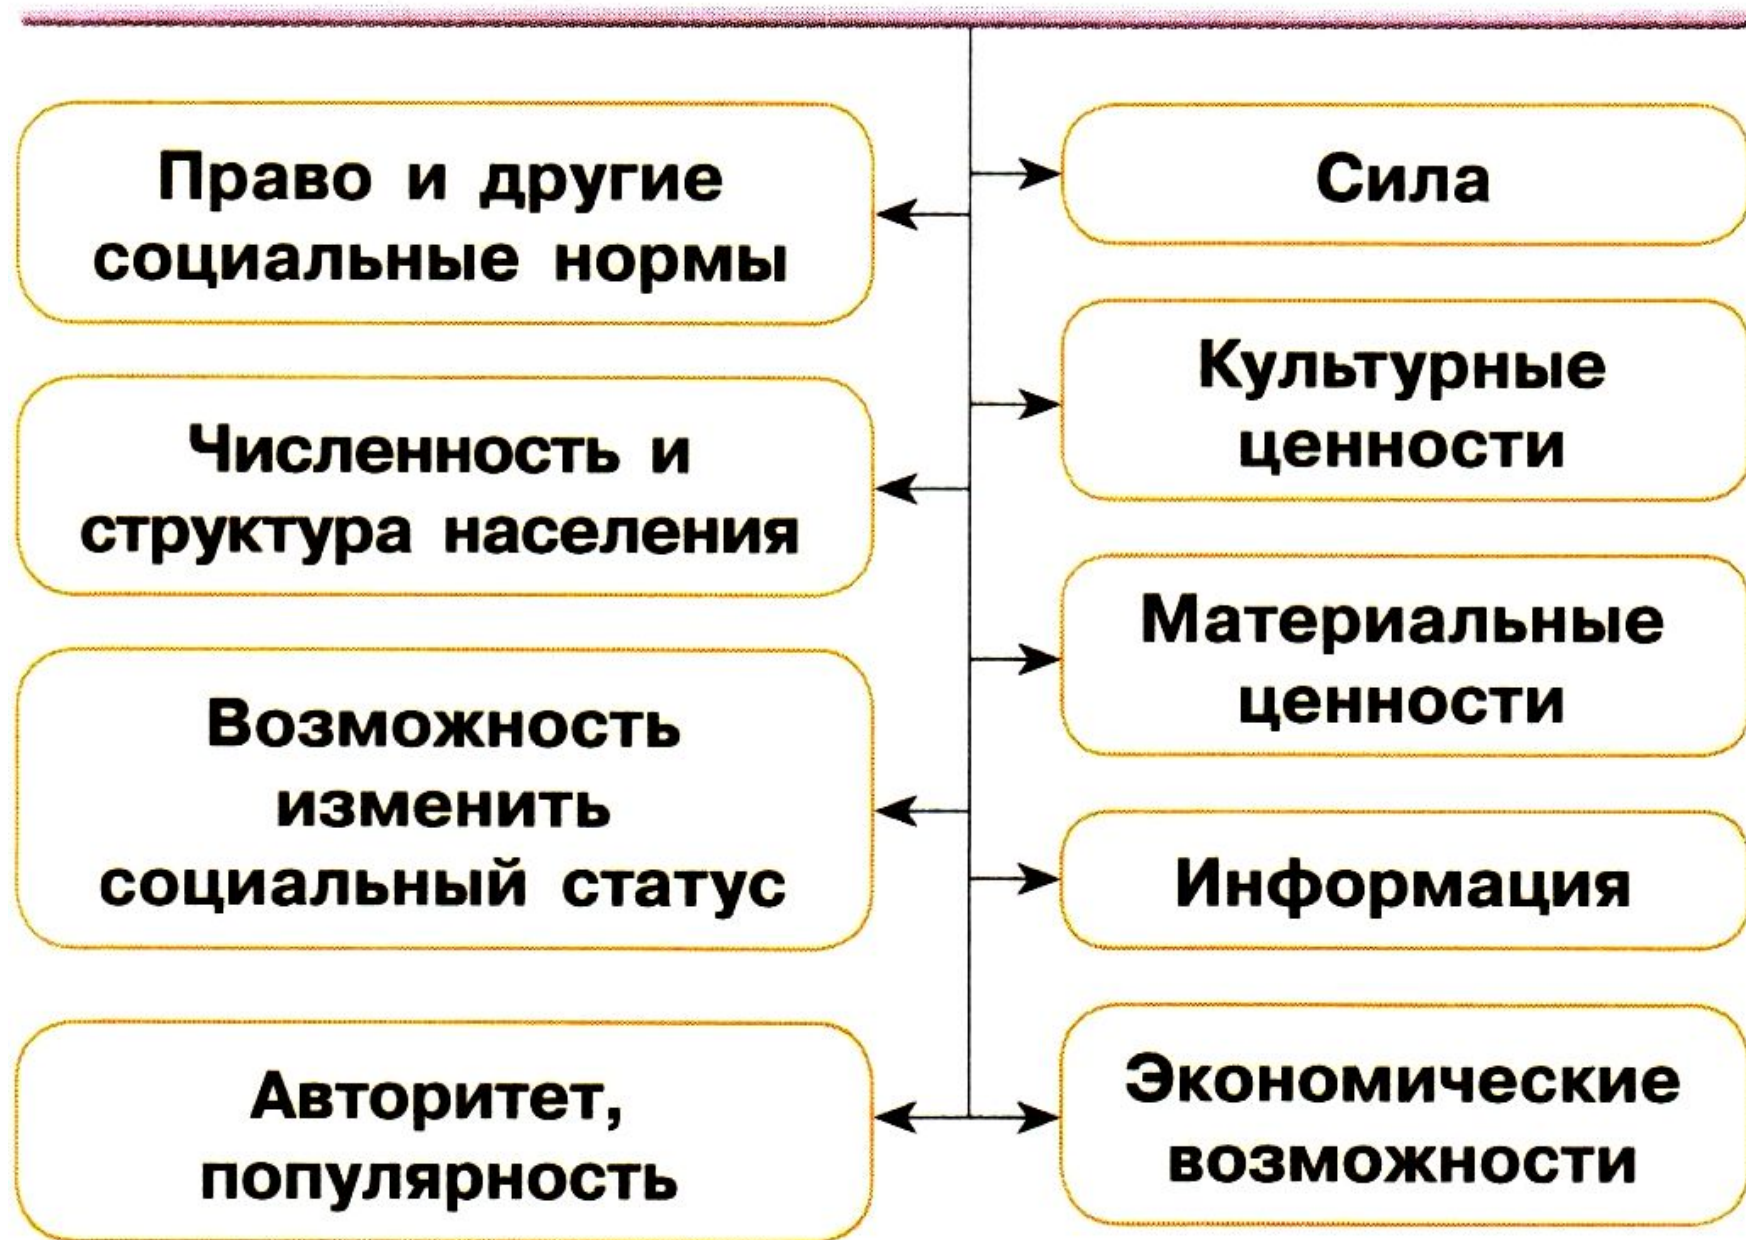 Право и другие
социальные нормы
Численность и
структура населения
Возможность
изменить
социальный статус
Авторитет,
популярность
Сила
Культурные
ценности
Материальные
ценности
Информация
Экономические
возможности